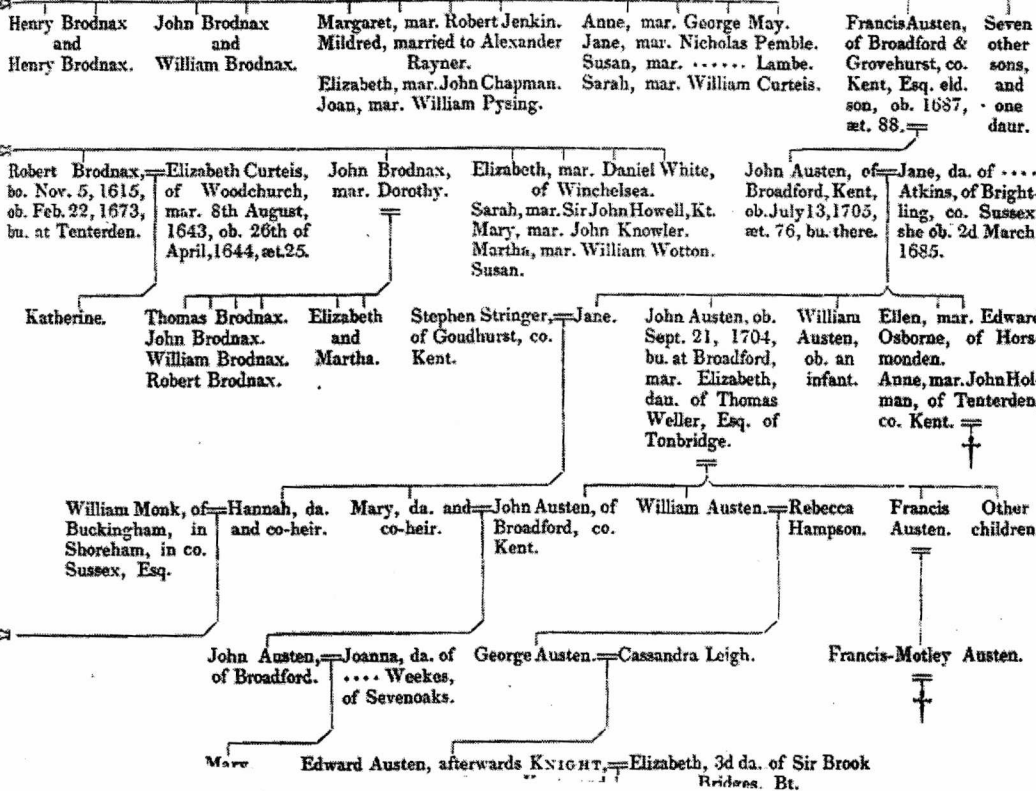 Henry Brodnax
and
Henry Brodnax.
John Brodnax
and
William Brodnax.
Margaret, mar. Robert Jenkin.
Mildred, married to Alexander
Rayner.
Elizabeth, mar. John Chapman.
Joan, mar. William Pysing.
Anne, mar. George May.
Jane, mar. Nicholas Pemble.
Susan, mar. ...... Lambe.
Sarah, mar. William Curteis.
Francis Austen,
of Broadford &
Grovehurst, co.
Kent, Esq. eld.
son, ob. 1687,
æt. 88.
Seven
other
sons,
and
one
daur.
Robert Brodnax,
bo. Nov. 5, 1615,
ob. Feb. 22, 1673,
bu. at Tenterden.
Elizabeth Curteis,
of Woodchurch,
mar. 8th August,
1643, ob. 26th of
April, 1644, æt. 25.
John Brodnax,
mar. Dorothy.
Elizabeth, mar. Daniel White,
of Winchelsea.
Sarah, mar. Sir John Howell, Kt.
Mary, mar. John Knowler.
Martha, mar. William Wotton.
Susan.
John Austen, of
Broadford, Kent,
ob. July 13, 1705,
æt. 76, bu. there.
Jane, da. of ....
Atkins, of Bright-
ling, co. Sussex
she ob. 2d March
1685.
Katherine.
Thomas Brodnax.
John Brodnax.
William Brodnax.
Robert Brodnax.
Elizabeth
and
Martha.
Stephen Stringer,
of Goudhurst, co.
Kent.
Jane.
John Austen, ob.
Sept. 21, 1704,
bu. at Broadford,
mar. Elizabeth,
dau. of Thomas
Weller, Esq. of
Tonbridge.
William
Austen,
ob. an
infant.
Ellen, mar. Edward
Osborne, of Hors-
monden.
Anne, mar. John Hol-
man, of Tenterden
co. Kent.
William Monk, of
Buckingham, in
Shoreham, in co.
Sussex, Esq.
Hannah, da.
and co-heir.
Mary, da. and
co-heir.
John Austen, of
Broadford, co.
Kent.
William Austen.
Rebecca
Hampson.
Francis
Austen.
Other
children
John Austen,
of Broadford.
Joanna, da. of
.... Weekes,
of Sevenoaks.
George Austen.
Cassandra Leigh.
Francis-Motley Austen.
Mary
Edward Austen, afterwards KNIGHT,
Elizabeth, 3d da. of Sir Brook
Bridges, Bt.